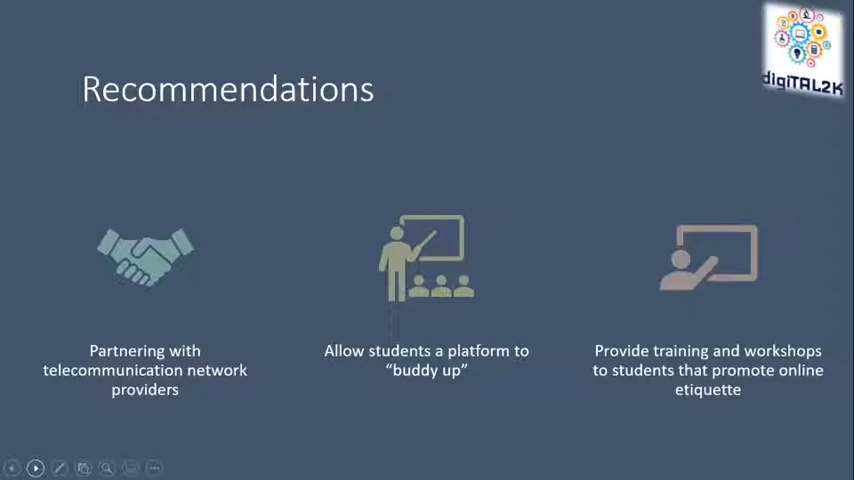 digiTAL2K
Recommendations
Partnering with
telecommunication network
providers
Allow students a platform to
“buddy up”
Provide training and workshops
to students that promote online
etiquette